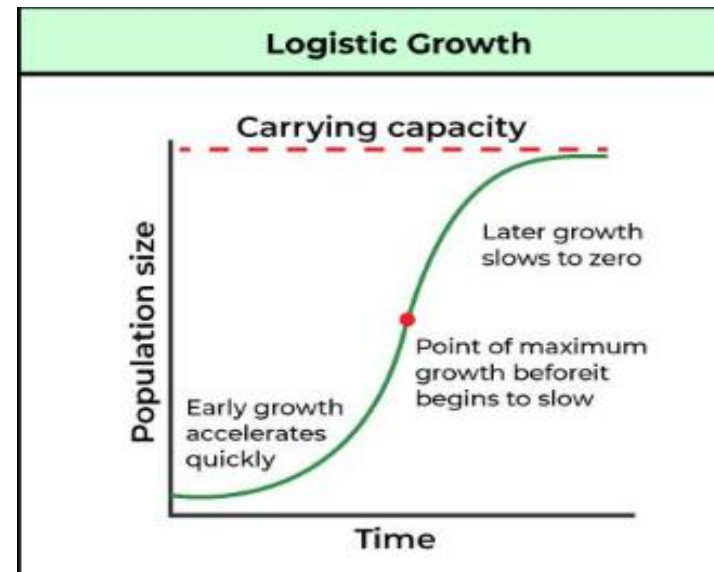 Logistic Growth
Carrying capacity
Population size
Later growth
slows to zero
Point of maximum
growth beforeit
begins to slow
Early growth
accelerates
quickly
Time